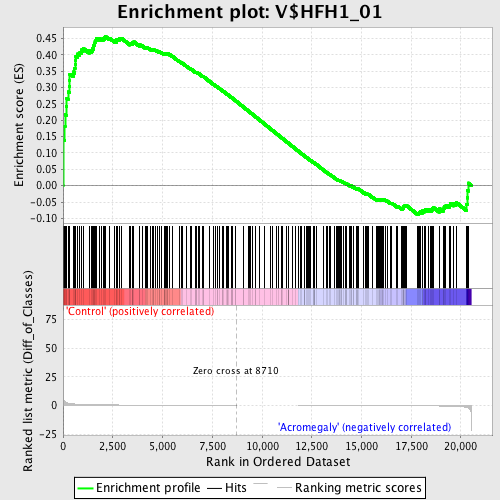 Enrichment plot: V$HFH1_01
Enrichment score (ES)
0.45
0.40
0.35
0.30
0.25
0.20
0.15
0.10
0.05
0.00
-0.05
-0.10
Ranked list metric (Diff_of_Classes)
'Control' (positively correlated)
75
50
25
0
-25
Zero cross at 8710
'Acromegaly' (negatively correlated)
0 2,500 5,000 7,500 10,000 12,500 15,000 17,500 20,000
Rank in Ordered Dataset
Enrichment profile Hits Ranking metric scores